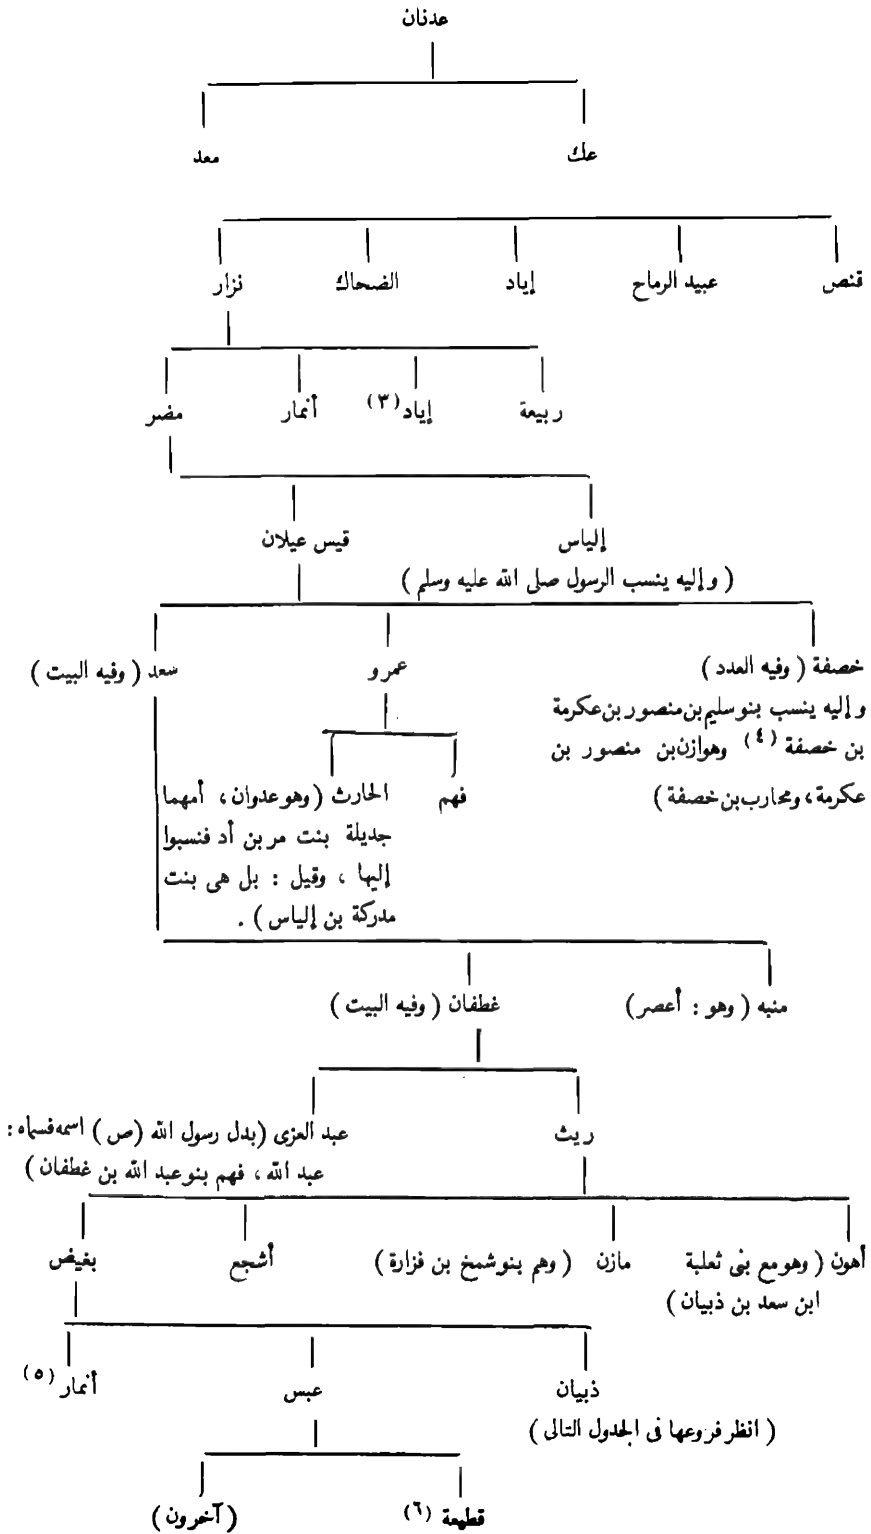 عدنان
عك معد
قنص عبيد الرماح إياد الضحاك نزار
ربيعة إياد (٣) أنمار مضر
إلياس قيس عيلان
( وإليه ينسب الرسول صلى الله عليه وسلم )
خصفة ( وفيه العدد ) عمرو سعد ( وفيه البيت )
وإليه ينسب بنو سليم بن منصور بن عكرمة
بن خصفة (٤) وهوازن بن منصور بن
عكرمة، ومحارب بن خصفة )
فهم الحارث ( وهو عدوان ، أمهما
جديلة بنت مر بن أد فنسبوا
إليها ، وقيل : بل هى بنت
مدركة بن إلياس ) .
منبه ( وهو : أعصر ) غطفان ( وفيه البيت )
ريث عبد العزى ( بدل رسول الله ( ص ) اسمه فسماه :
عبد الله ، فهم بنو عبد الله بن غطفان )
أهون ( وهو مع بنى ثعلبة مازن ( وهم بنو شمخ بن فزارة ) أشجع بغيض
ابن سعد بن ذبيان )
ذبيان عبس أنمار (٥)
( انظر فروعها فى الجدول التالى )
قطيعة (٦) ( آخرون )